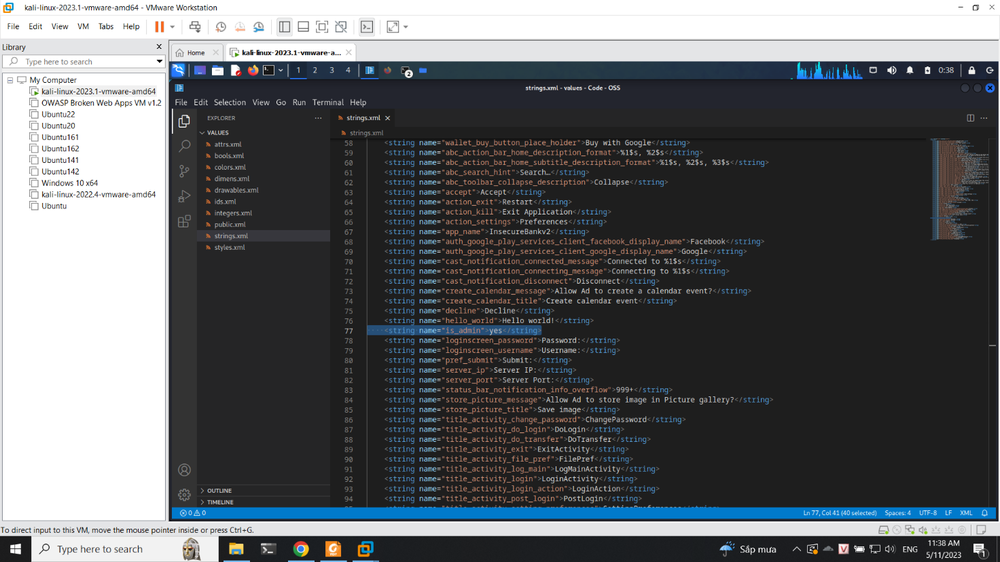 kali-linux-2023.1-vmware-amd64 - VMware Workstation
File Edit View VM Tabs Help
Library
Type here to search
My Computer
kali-linux-2023.1-vmware-amd64
OWASP Broken Web Apps VM v1.2
Ubuntu22
Ubuntu20
Ubuntu161
Ubuntu162
Ubuntu141
Ubuntu142
Windows 10 x64
kali-linux-2022.4-vmware-amd64
Ubuntu
Home kali-linux-2023.1-vmware-a...
1 2 3 4 2 0:38
strings.xml - values - Code - OSS
File Edit Selection View Go Run Terminal Help
EXPLORER
VALUES
attrs.xml
bools.xml
colors.xml
dimens.xml
drawables.xml
ids.xml
integers.xml
public.xml
strings.xml
styles.xml
OUTLINE
TIMELINE
strings.xml
strings.xml
58 <string name="wallet_buy_button_place_holder">Buy with Google</string>
59 <string name="abc_action_bar_home_description_format">%1$s, %2$s</string>
60 <string name="abc_action_bar_home_subtitle_description_format">%1$s, %2$s, %3$s</string>
61 <string name="abc_search_hint">Search…</string>
62 <string name="abc_toolbar_collapse_description">Collapse</string>
63 <string name="accept">Accept</string>
64 <string name="action_exit">Restart</string>
65 <string name="action_kill">Exit Application</string>
66 <string name="action_settings">Preferences</string>
67 <string name="app_name">InsecureBankv2</string>
68 <string name="auth_google_play_services_client_facebook_display_name">Facebook</string>
69 <string name="auth_google_play_services_client_google_display_name">Google</string>
70 <string name="cast_notification_connected_message">Connected to %1$s</string>
71 <string name="cast_notification_connecting_message">Connecting to %1$s</string>
72 <string name="cast_notification_disconnect">Disconnect</string>
73 <string name="create_calendar_message">Allow Ad to create a calendar event?</string>
74 <string name="create_calendar_title">Create calendar event</string>
75 <string name="decline">Decline</string>
76 <string name="hello_world">Hello world!</string>
77 <string name="is_admin">yes</string>
78 <string name="loginscreen_password">Password:</string>
79 <string name="loginscreen_username">Username:</string>
80 <string name="pref_submit">Submit:</string>
81 <string name="server_ip">Server IP:</string>
82 <string name="server_port">Server Port:</string>
83 <string name="status_bar_notification_info_overflow">999+</string>
84 <string name="store_picture_message">Allow Ad to store image in Picture gallery?</string>
85 <string name="store_picture_title">Save image</string>
86 <string name="title_activity_change_password">ChangePassword</string>
87 <string name="title_activity_do_login">DoLogin</string>
88 <string name="title_activity_do_transfer">DoTransfer</string>
89 <string name="title_activity_exit">ExitActivity</string>
90 <string name="title_activity_file_pref">FilePref</string>
91 <string name="title_activity_log_main">LogMainActivity</string>
92 <string name="title_activity_login">LoginActivity</string>
93 <string name="title_activity_login_action">LoginAction</string>
94 <string name="title_activity_post_login">PostLogin</string>
0 0 Ln 77, Col 41 (40 selected) Spaces: 4 UTF-8 LF XML
To direct input to this VM, move the mouse pointer inside or press Ctrl+G.
Type here to search Sắp mưa ENG 11:38 AM
5/11/2023 1